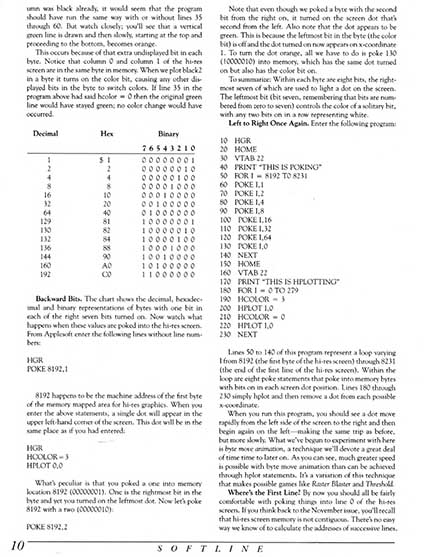 umn was black already, it would seem that the program
should have run the same way with or without lines 35
through 60. But watch closely; you'll see that a vertical
green line is drawn and then slowly, starting at the top and
proceeding to the bottom, becomes orange.
This occurs because of that extra undisplayed bit in each
byte. Notice that column 0 and column 1 of the hi-res
screen are in the same byte in memory. When we plot black2
in a byte it turns on the color bit, causing any other dis-
played bits in the byte to switch colors. If line 35 in the
program above had said hcolor = 0 then the original green
line would have stayed green; no color change would have
occurred.
Decimal Hex Binary
7 6 5 4 3 2 1 0
1 $ 1 0 0 0 0 0 0 0 1
2 2 0 0 0 0 0 0 1 0
4 4 0 0 0 0 0 1 0 0
8 8 0 0 0 0 1 0 0 0
16 10 0 0 0 1 0 0 0 0
32 20 0 0 1 0 0 0 0 0
64 40 0 1 0 0 0 0 0 0
129 81 1 0 0 0 0 0 0 1
130 82 1 0 0 0 0 0 1 0
132 84 1 0 0 0 0 1 0 0
136 88 1 0 0 0 1 0 0 0
144 90 1 0 0 1 0 0 0 0
160 A0 1 0 1 0 0 0 0 0
192 C0 1 1 0 0 0 0 0 0
Backward Bits. The chart shows the decimal, hexadec-
imal and binary representations of bytes with one bit in
each of the right seven bits turned on. Now watch what
happens when these values are poked into the hi-res screen.
From Applesoft enter the following lines without line num-
bers:
HGR
POKE 8192,1
8192 happens to be the machine address of the first byte
of the memory mapped area for hi-res graphics. When you
enter the above statements, a single dot will appear in the
upper left-hand corner of the screen. This dot will be in the
same place as if you had entered:
HGR
HCOLOR = 3
HPLOT 0,0
What's peculiar is that you poked a one into memory
location 8192 (00000001). One is the rightmost bit in the
byte and yet you turned on the leftmost dot. Now let's poke
8192 with a two (00000010):
POKE 8192,2
Note that even though we poked a byte with the second
bit from the right on, it turned on the screen dot that's
second from the left. Also note that the dot appears to be
green. This is because the leftmost bit in the byte (the color
bit) is off and the dot turned on now appears on x-coordinate
1. To turn the dot orange, all we have to do is poke 130
(10000010) into memory, which has the same dot turned
on but also has the color bit on.
To summarize: Within each byte are eight bits, the right-
most seven of which are used to light a dot on the screen.
The leftmost bit (bit seven, remembering that bits are num-
bered from zero to seven) controls the color of a solitary bit,
with any two bits on in a row representing white.
Left to Right Once Again. Enter the following program:
10 HGR
20 HOME
30 VTAB 22
40 PRINT "THIS IS POKING"
50 FOR I = 8192 TO 8231
60 POKE I,1
70 POKE I,2
80 POKE I,4
90 POKE I,8
100 POKE I,16
110 POKE I,32
120 POKE I,64
130 POKE I,0
140 NEXT
150 HOME
160 VTAB 22
170 PRINT "THIS IS HPLOTTING"
180 FOR I = 0 TO 279
190 HCOLOR = 3
200 HPLOT I,0
210 HCOLOR = 0
220 HPLOT I,0
230 NEXT
Lines 50 to 140 of this program represent a loop varying
I from 8192 (the first byte of the hi-res screen) through 8231
(the end of the first line of the hi-res screen). Within the
loop are eight poke statements that poke into memory bytes
with bits on in each screen dot position. Lines 180 through
230 simply hplot and then remove a dot from each possible
x-coordinate.
When you run this program, you should see a dot move
rapidly from the left side of the screen to the right and then
begin again on the left—making the same trip as before,
but more slowly. What we've begun to experiment with here
is byte move animation, a technique we'll devote a great deal
of time time to later on. As you can see, much greater speed
is possible with byte move animation than can be achieved
through hplot statements. It's a variation of this technique
that makes possible games like Raster Blaster and Threshold.
Where's the First Line? By now you should all be fairly
comfortable with poking things into line 0 of the hi-res
screen. If you think back to the November issue, you'll recall
that hi-res screen memory is not contiguous. There's no easy
way we know of to calculate the addresses of successive lines.
10 SOFTLINE